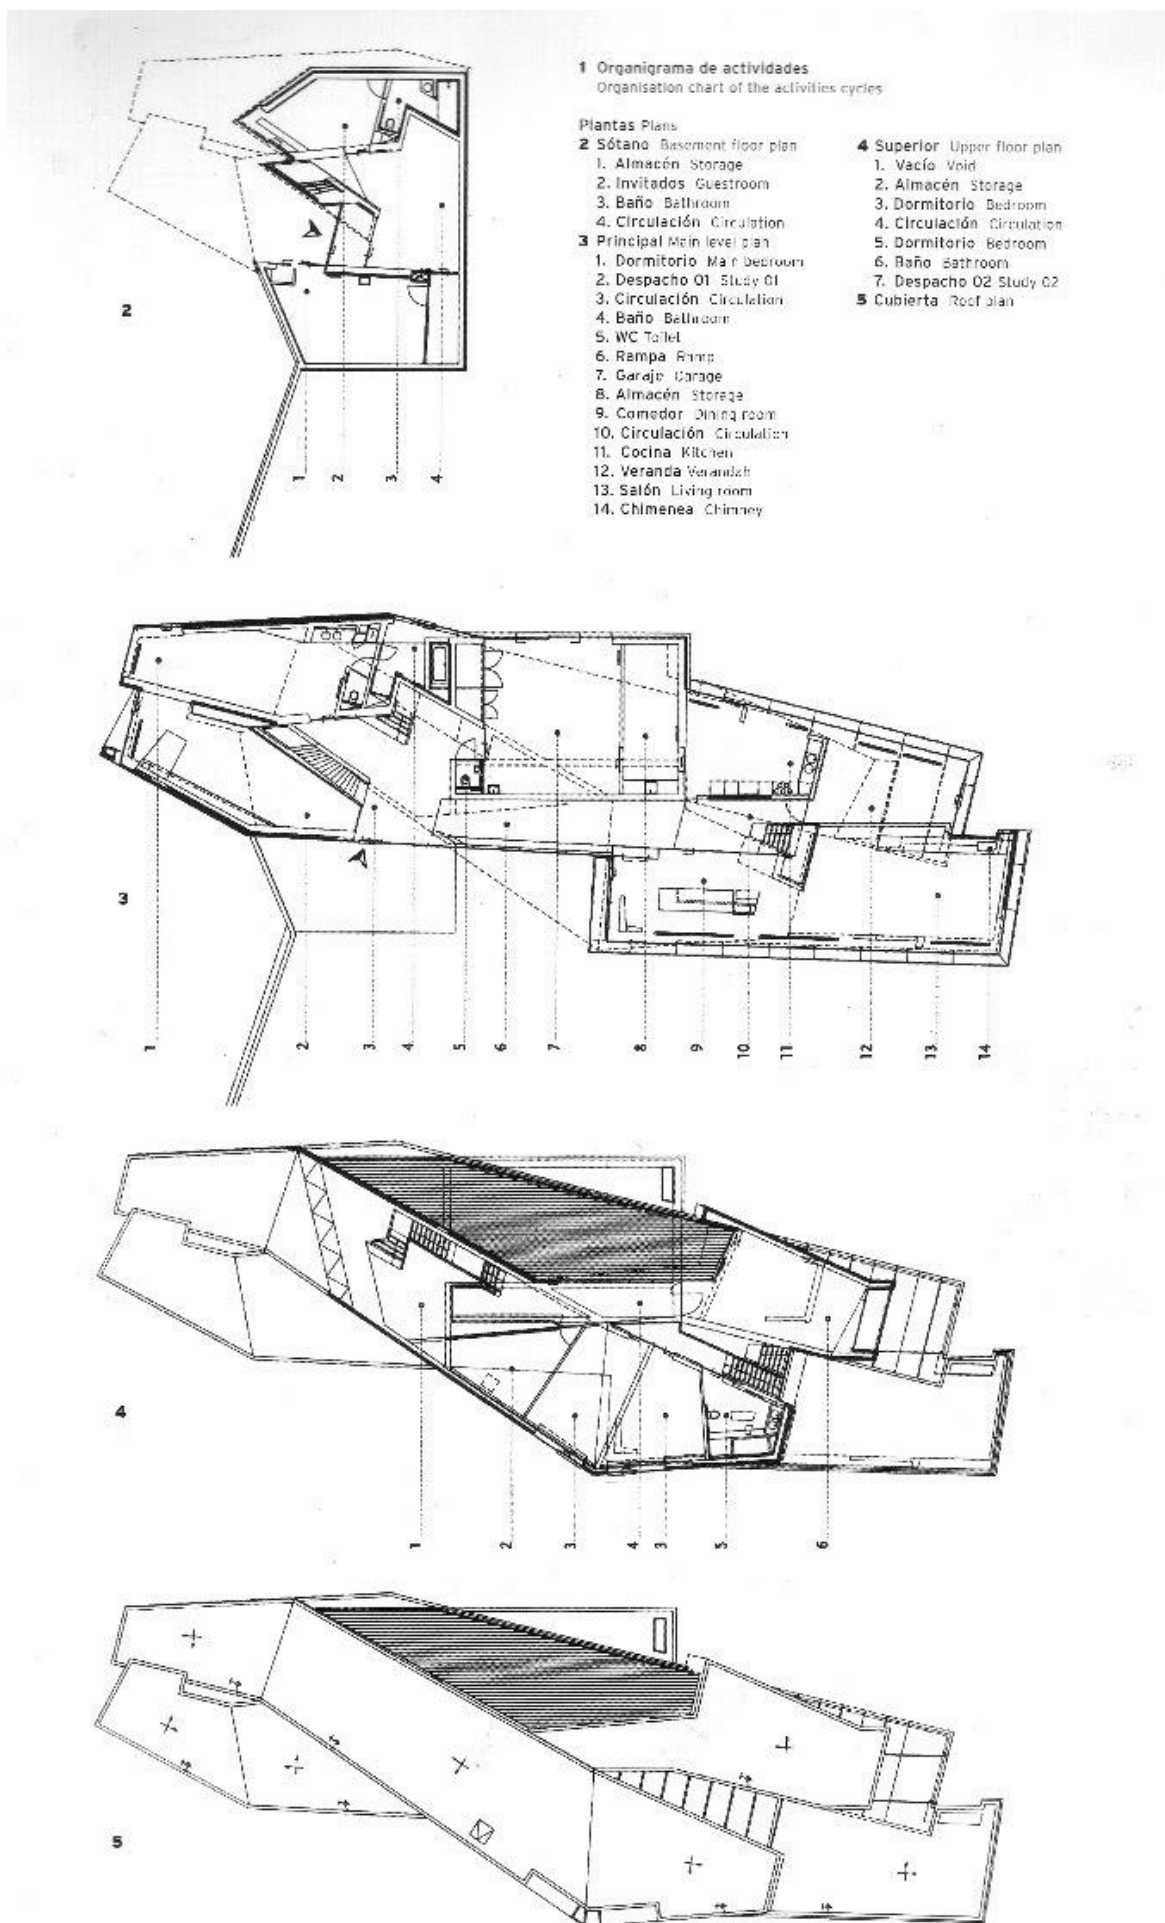 1 Organigrama de actividades
Organisation chart of the activities cycles
Plantas Plans
2 Sótano Basement floor plan
1. Almacén Storage
2. Invitados Guestroom
3. Baño Bathroom
4. Circulación Circulation
3 Principal Main level plan
1. Dormitorio Main bedroom
2. Despacho 01 Study 01
3. Circulación Circulation
4. Baño Bathroom
5. WC Toilet
6. Rampa Ramp
7. Garaje Garage
8. Almacén Storage
9. Comedor Dining room
10. Circulación Circulation
11. Cocina Kitchen
12. Veranda Verandah
13. Salón Living room
14. Chimenea Chimney
4 Superior Upper floor plan
1. Vacío Void
2. Almacén Storage
3. Dormitorio Bedroom
4. Circulación Circulation
5. Dormitorio Bedroom
6. Baño Bathroom
7. Despacho 02 Study 02
5 Cubierta Roof plan
2
1 2 3 4
3
1 2 3 4 5 6 7 8 9 10 11 12 13 14
4
1 2 3 4 3 5 6
5